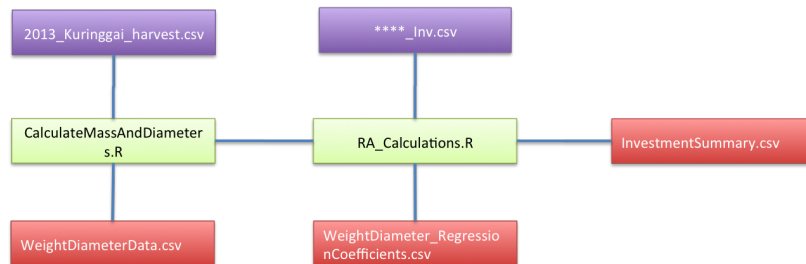 2013_Kuringgai_harvest.csv
****_Inv.csv
CalculateMassAndDiameter
s.R
RA_Calculations.R
InvestmentSummary.csv
WeightDiameterData.csv
WeightDiameter_Regressio
nCoefficients.csv